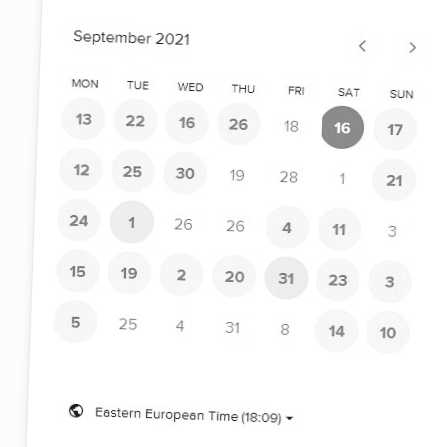 September 2021
MON TUE WED THU FRI SAT SUN
13 22 16 26 18 16 17
12 25 30 19 28 1 21
24 1 26 26 4 11 3
15 19 2 20 31 23 3
5 25 4 31 8 14 10
Eastern European Time (18:09)